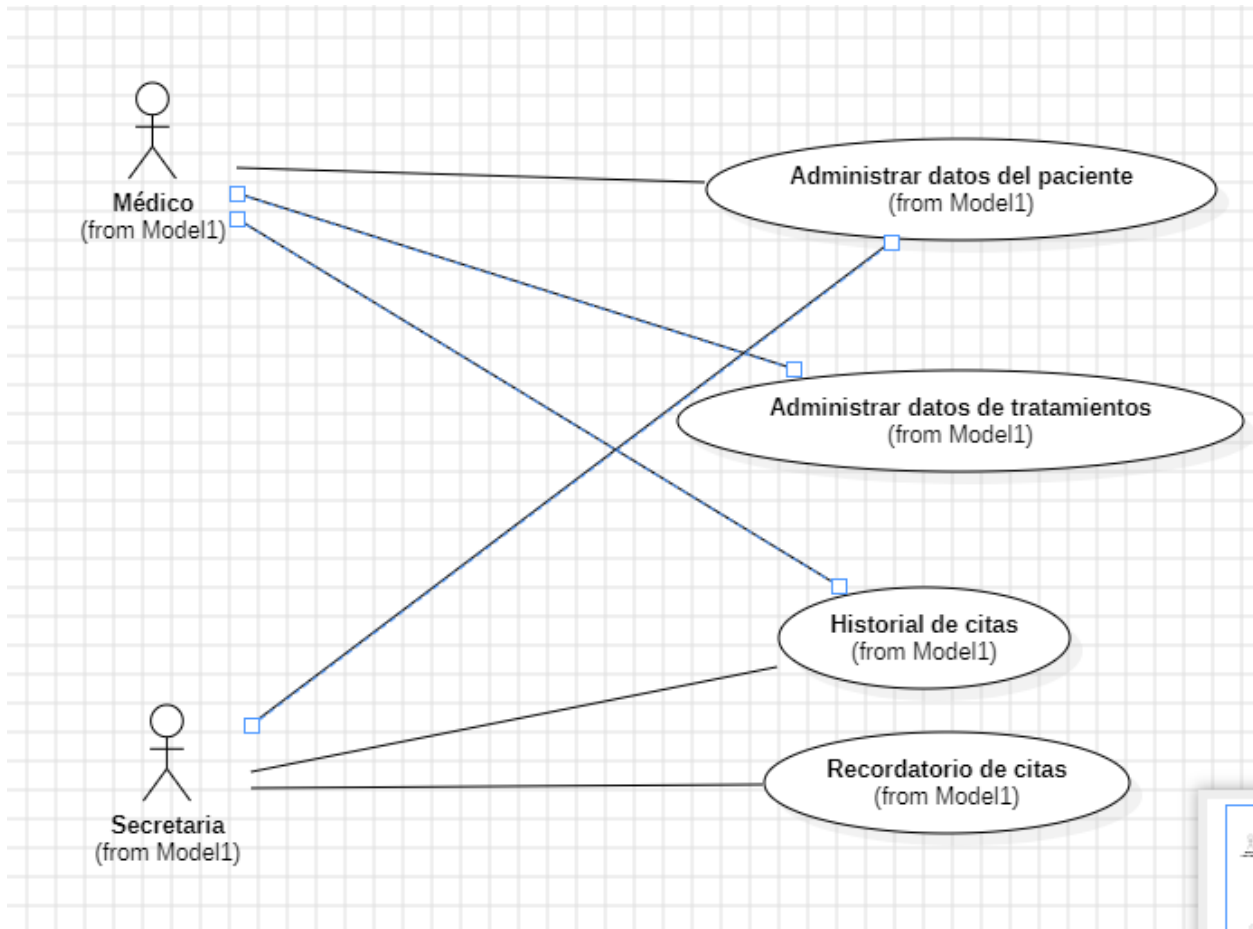 Médico
(from Model1)
Administrar datos del paciente
(from Model1)
Administrar datos de tratamientos
(from Model1)
Historial de citas
(from Model1)
Secretaria
(from Model1)
Recordatorio de citas
(from Model1)